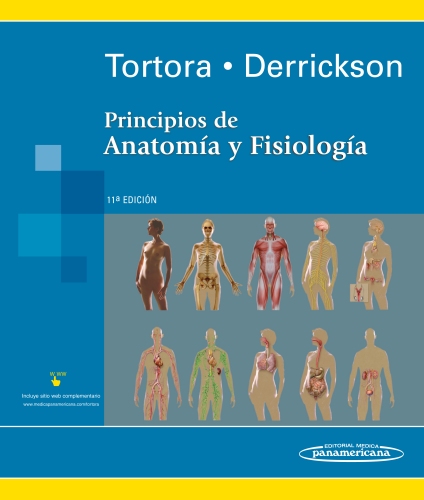 Tortora • Derrickson
Principios de
Anatomía y Fisiología
11ª EDICIÓN
WWW
Incluye sitio web complementario
www.medicapanamericana.com/tortora
EDITORIAL MEDICA
panamericana